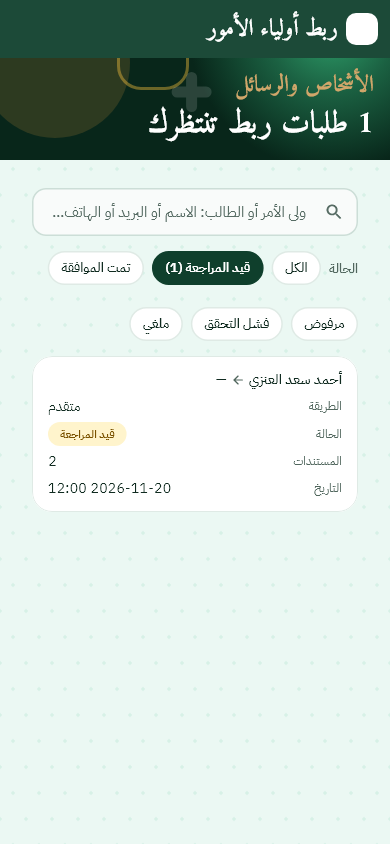 ربط أولياء الأمور
الأشخاص والرسائل
1 طلبات ربط تنتظرك
ولي الأمر أو الطالب: الاسم أو البريد أو الهاتف...
الحالة
الكل
قيد المراجعة (1)
تمت الموافقة
مرفوض
فشل التحقق
ملغي
أحمد سعد العنزي ← —
الطريقة
متقدم
الحالة
قيد المراجعة
المستندات
2
التاريخ
2026-11-20 12:00